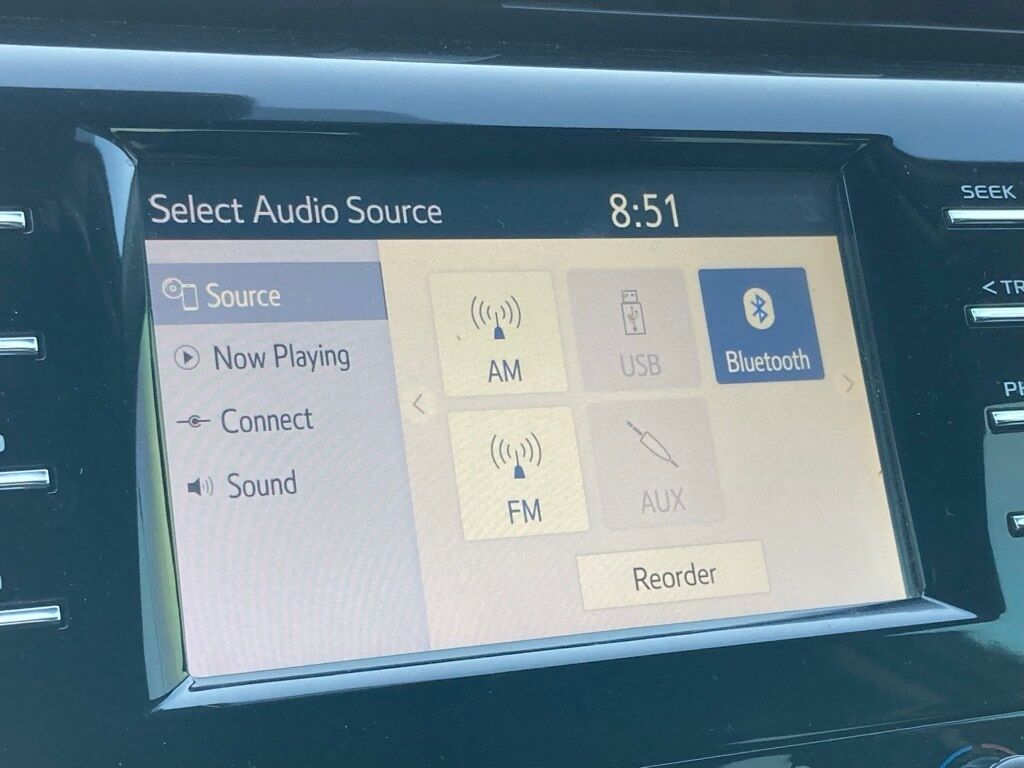 Select Audio Source
8:51
Source
Now Playing
Connect
Sound
AM
USB
Bluetooth
FM
AUX
Reorder
SEEK